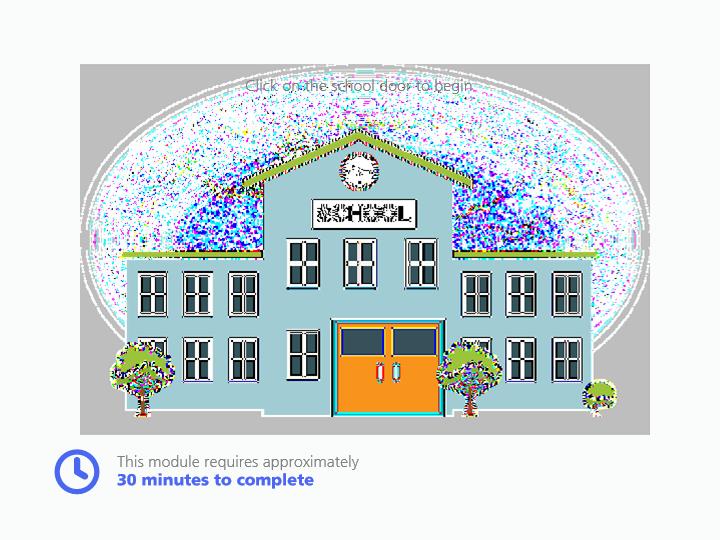 Click on the school door to begin
SCHOOL
This module requires approximately
30 minutes to complete